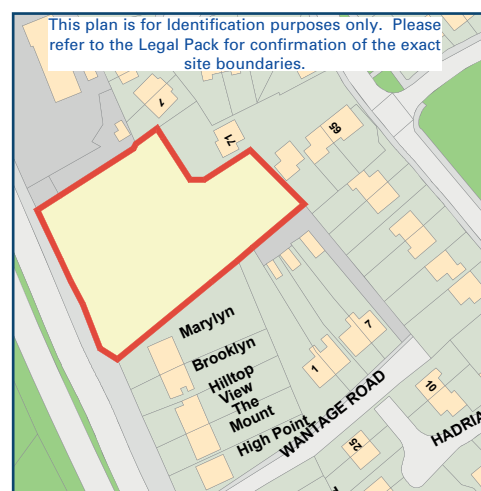 This plan is for Identification purposes only. Please
refer to the Legal Pack for confirmation of the exact
site boundaries.
7
71
69
Marylyn
Brooklyn
Hilltop
View
The
Mount
High Point
1
7
WANTAGE ROAD
10
25
HADRIA